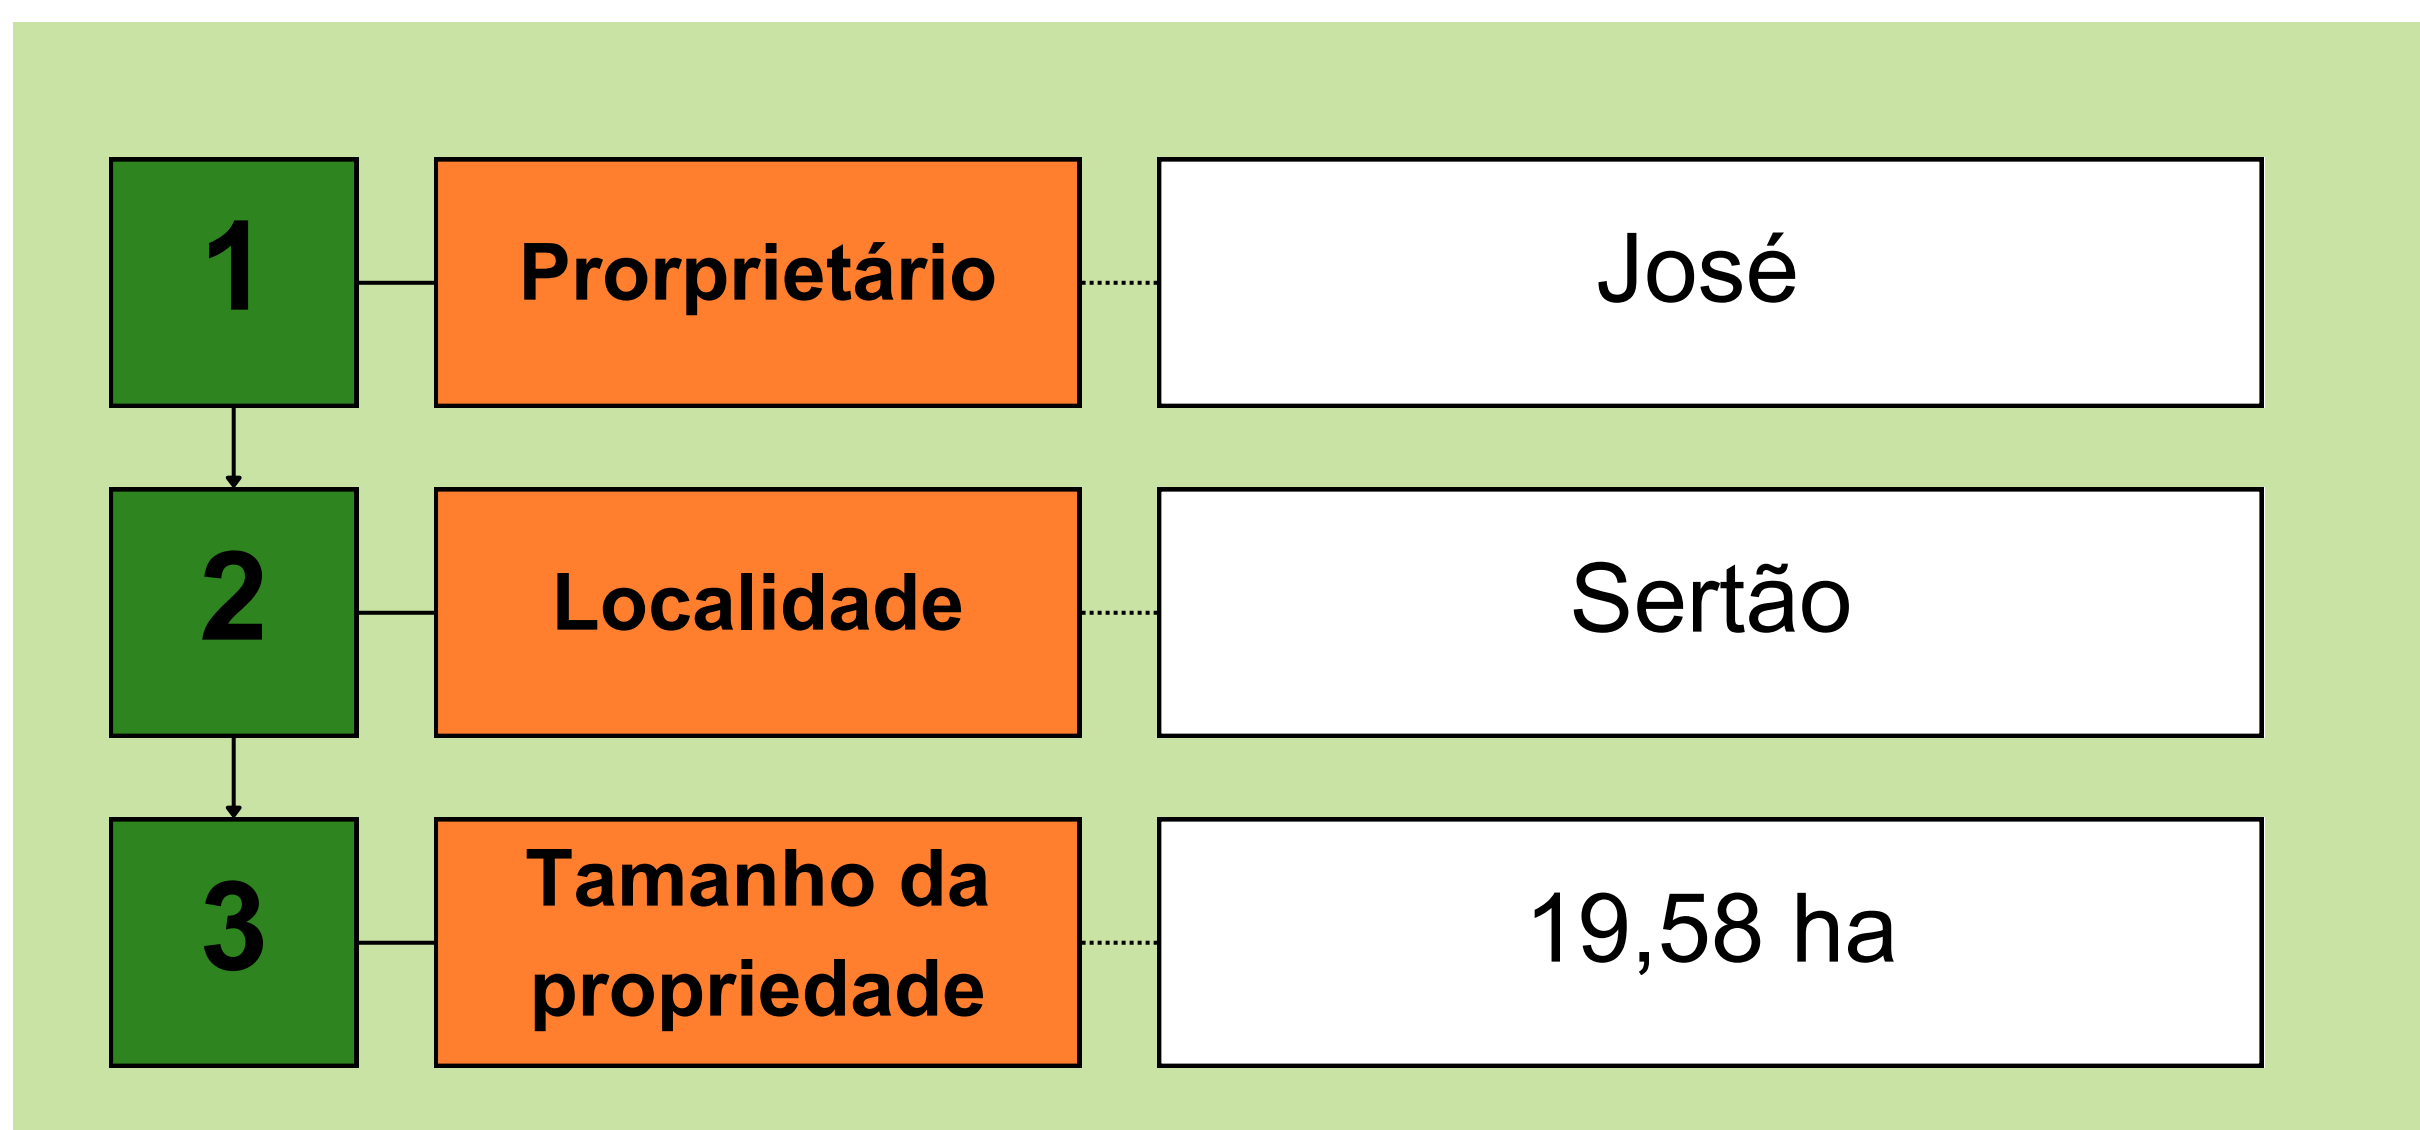 1
Prorprietário
José
2
Localidade
Sertão
3
Tamanho da
propriedade
19,58 ha